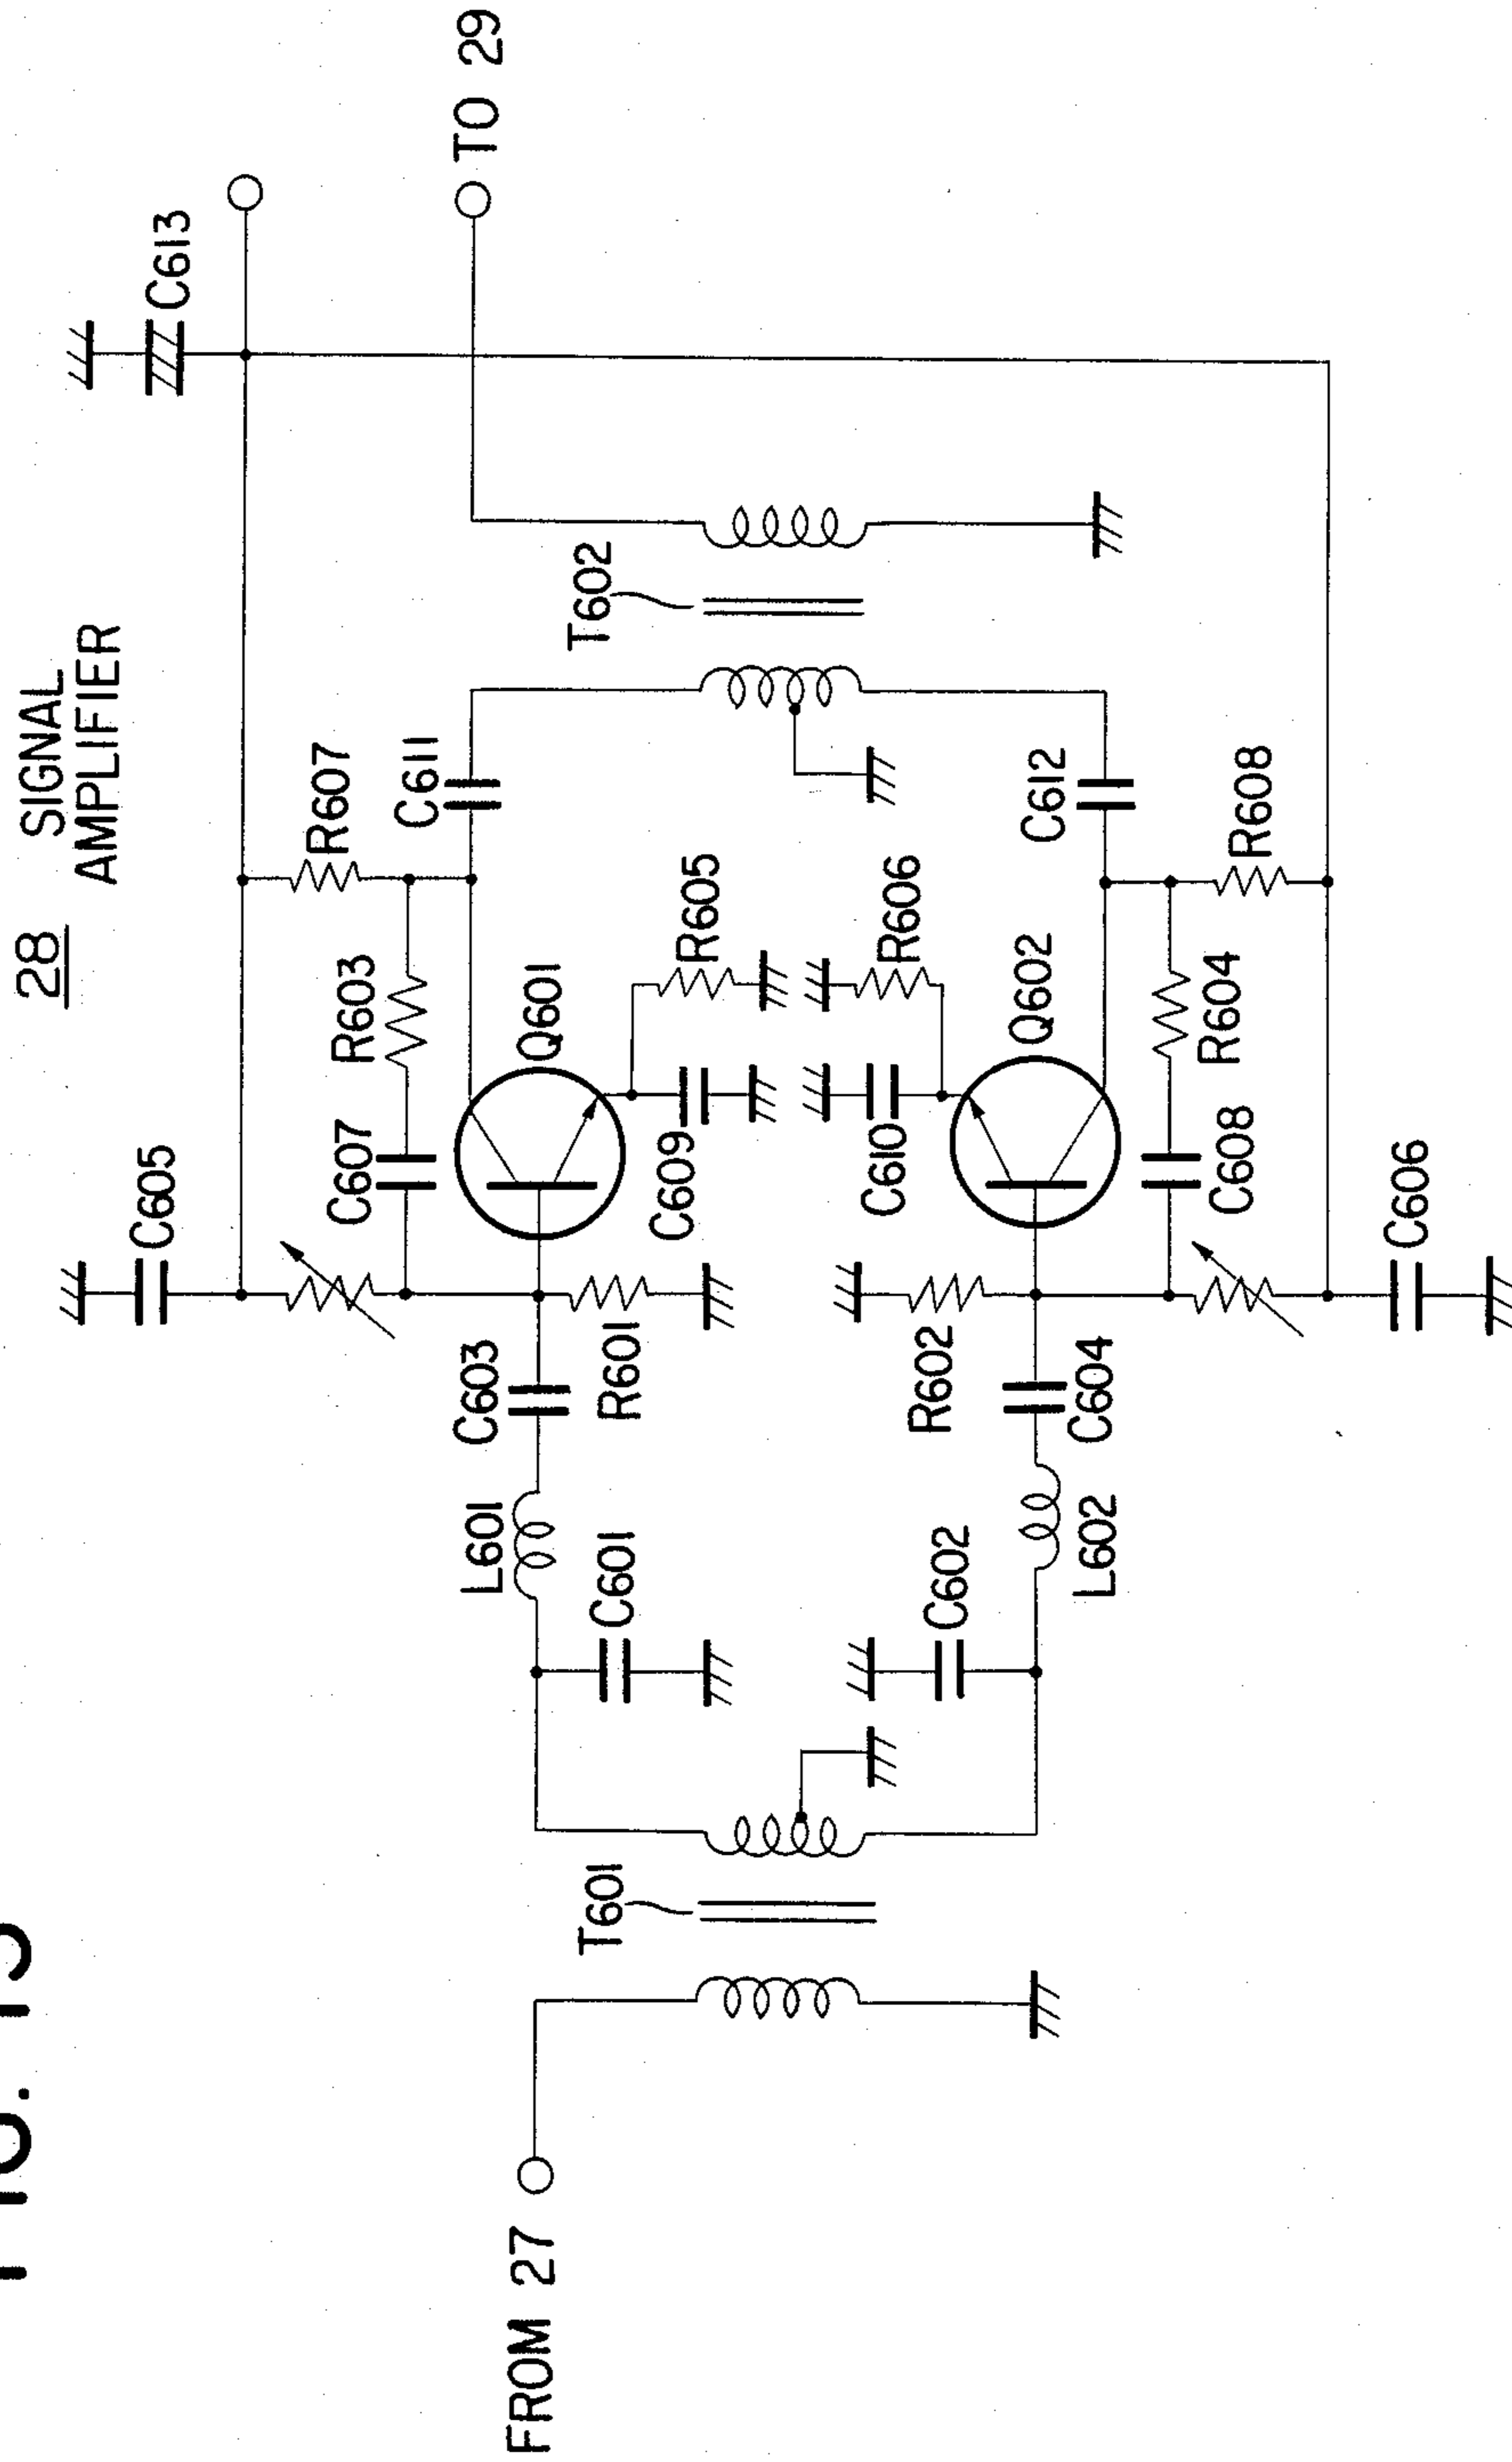 28 SIGNAL
AMPLIFIER
C613
TO 29
C605
R607
C611
T602
C607
R603
Q601
R605
C609
C603
R601
L601
C601
T601
FROM 27
C610
R606
Q602
C612
R608
R602
C604
C608
R604
C606
C602
L602